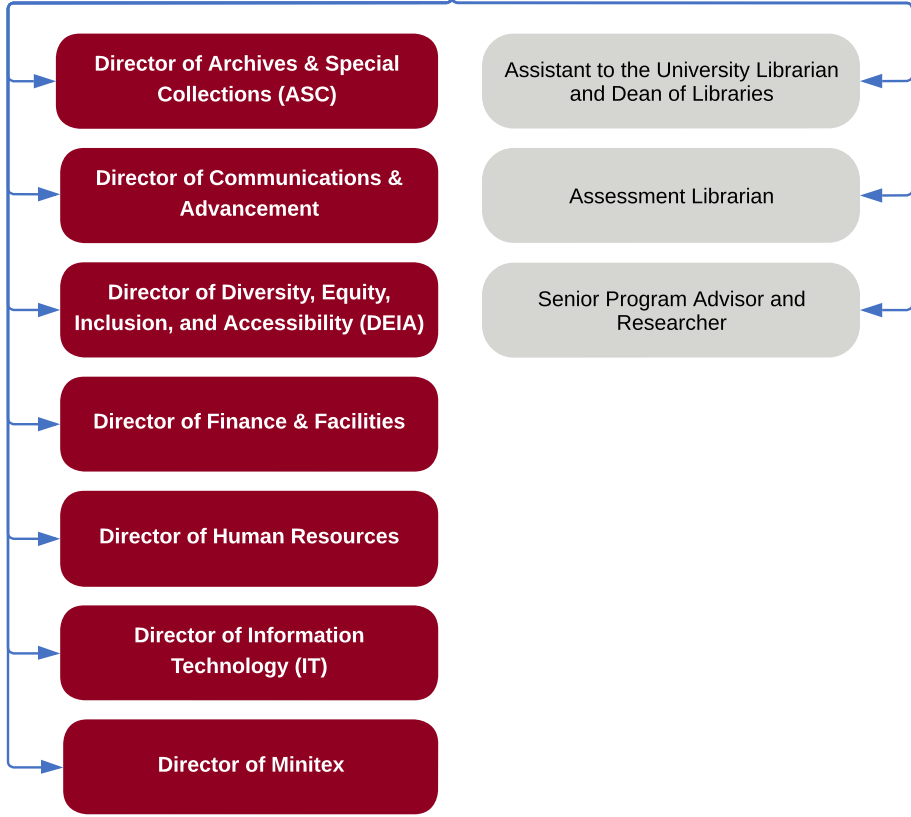 Director of Archives & Special
Collections (ASC)
Assistant to the University Librarian
and Dean of Libraries
Director of Communications &
Advancement
Assessment Librarian
Director of Diversity, Equity,
Inclusion, and Accessibility (DEIA)
Senior Program Advisor and
Researcher
Director of Finance & Facilities
Director of Human Resources
Director of Information
Technology (IT)
Director of Minitex